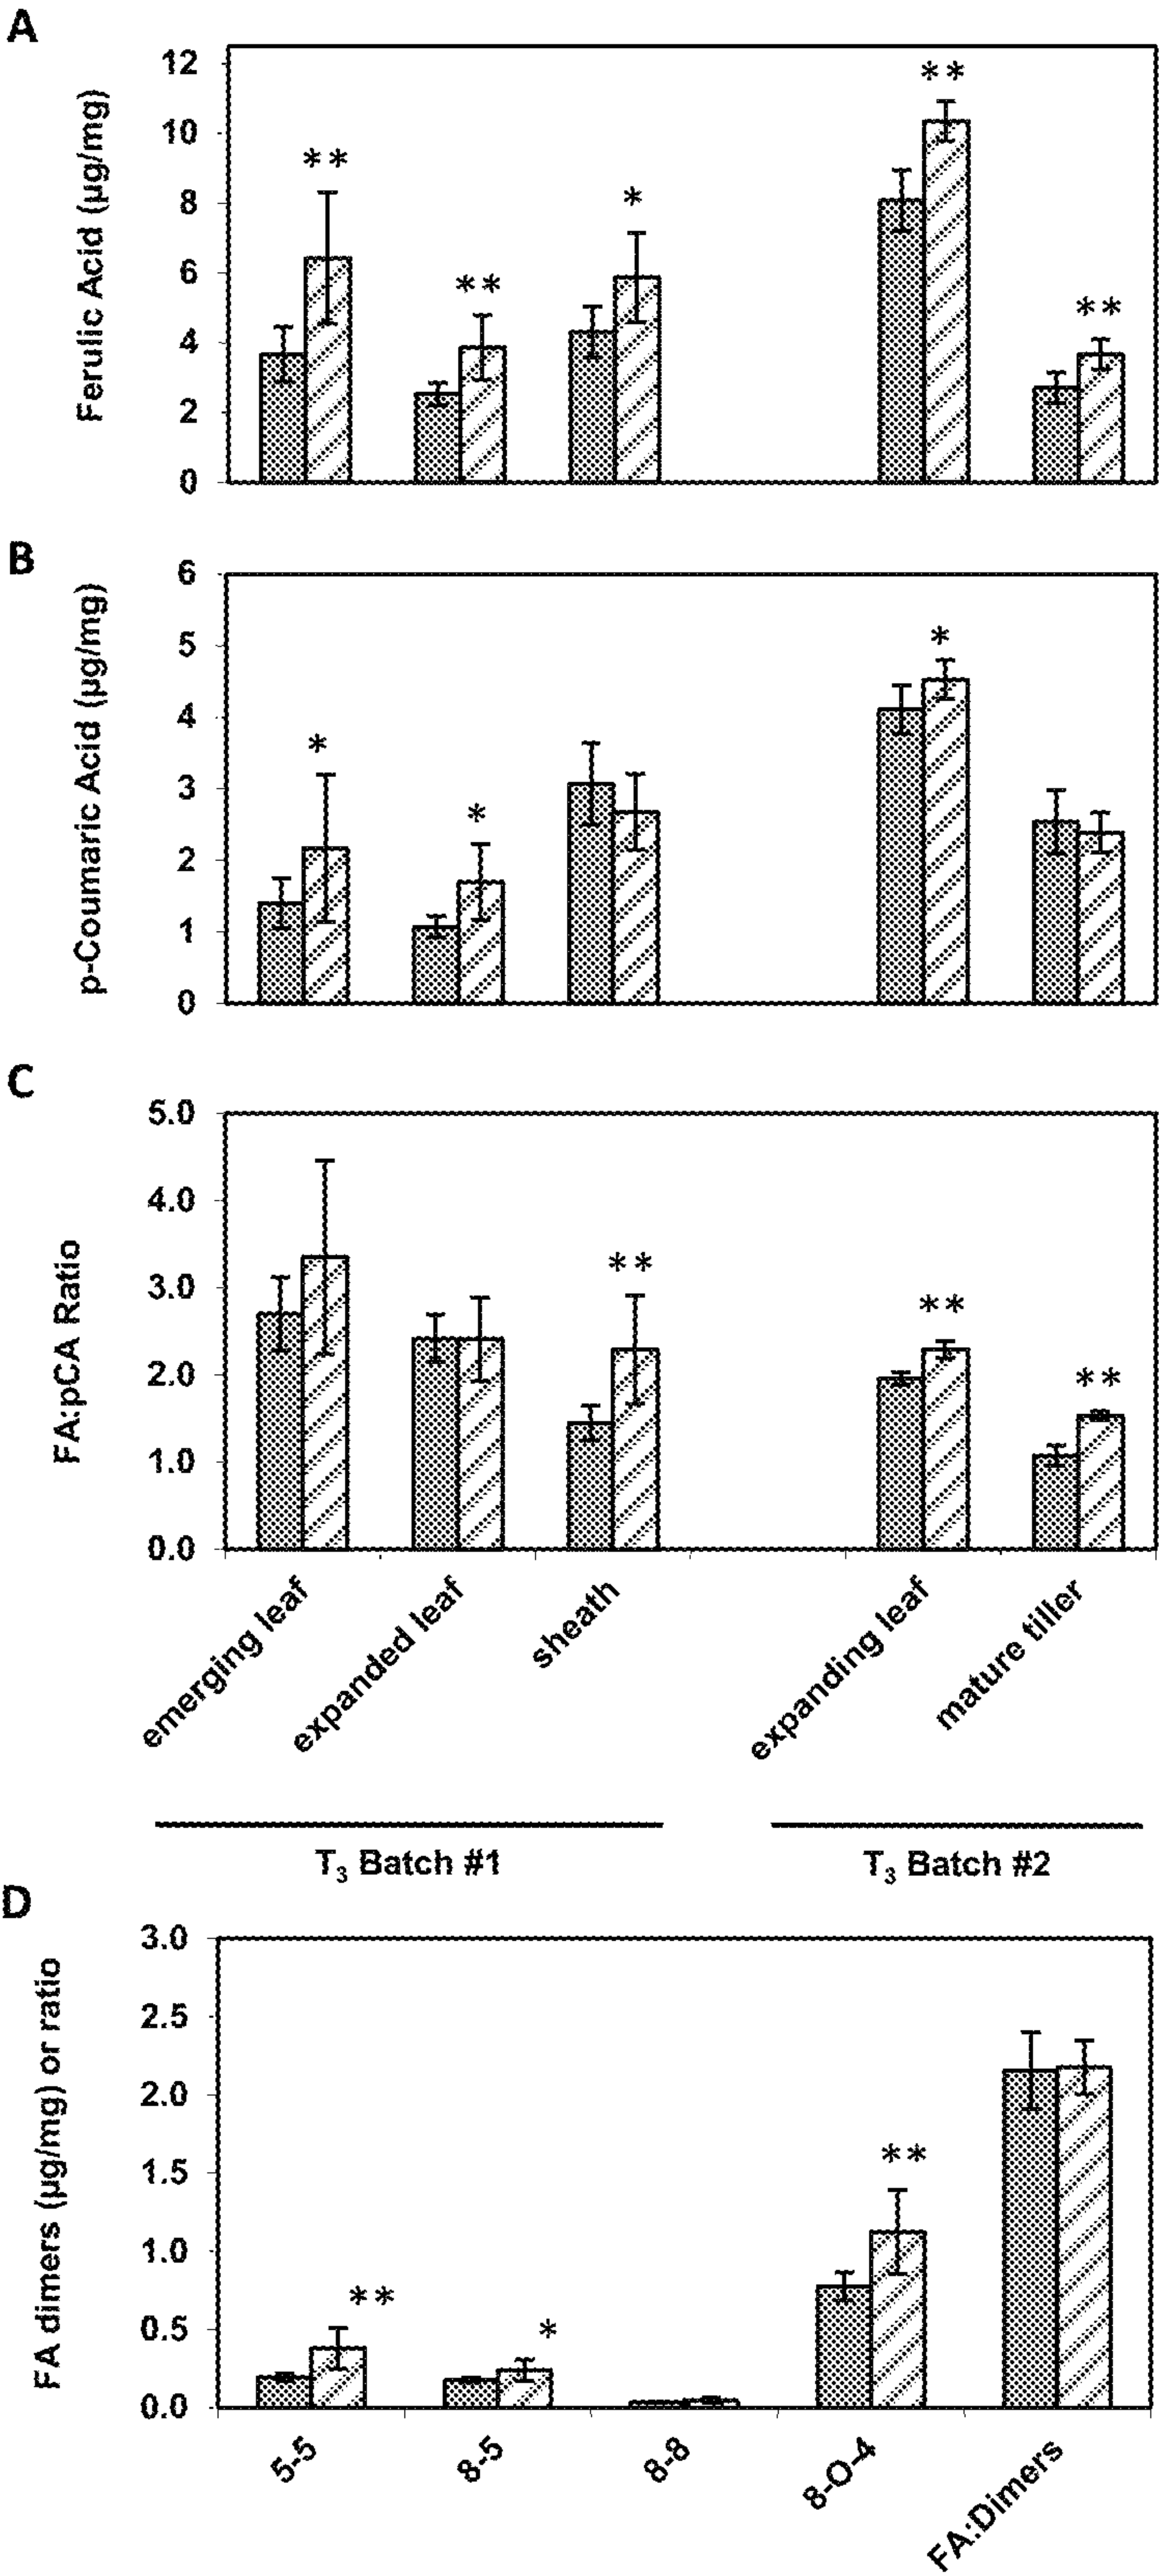 A
Ferulic Acid (µg/mg)
12
10
8
6
4
2
0
**
**
*
**
**
B
p-Coumaric Acid (µg/mg)
6
5
4
3
2
1
0
*
*
*
C
FA:pCA Ratio
5.0
4.0
3.0
2.0
1.0
0.0
**
**
**
emerging leaf
expanded leaf
sheath
expanding leaf
mature tiller
T3 Batch #1
T3 Batch #2
D
FA dimers (µg/mg) or ratio
3.0
2.5
2.0
1.5
1.0
0.5
0.0
**
*
**
5-5
8-5
8-8
8-O-4
FA:Dimers